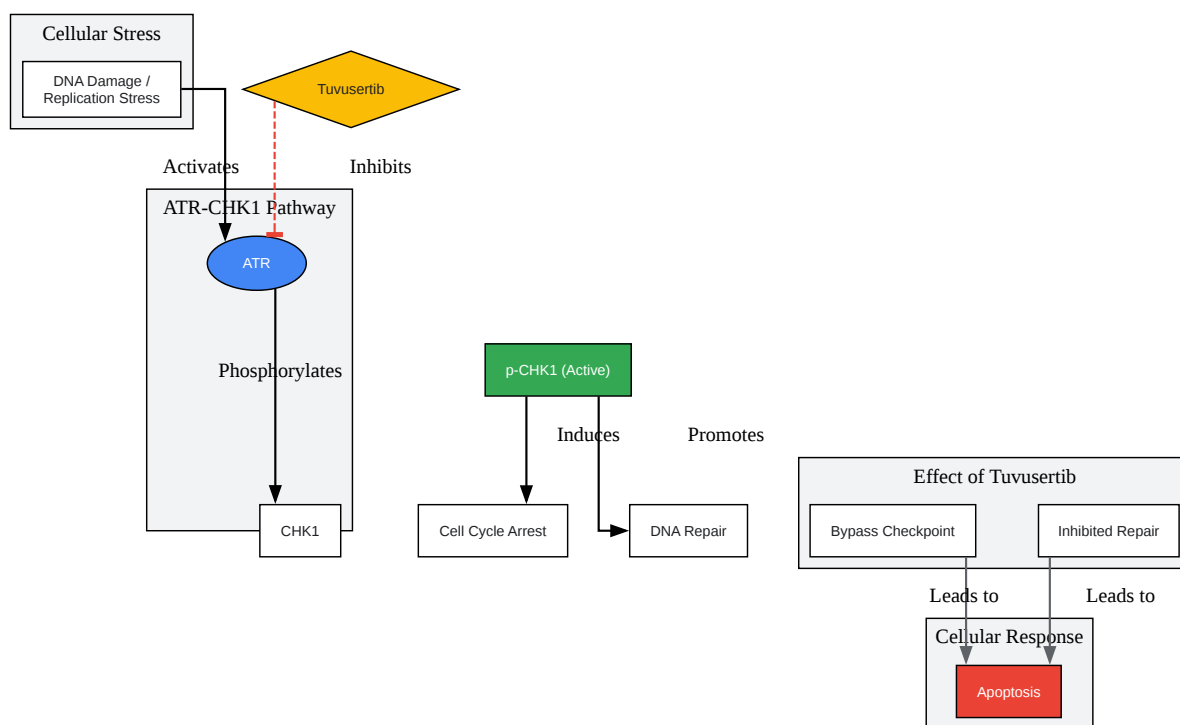 Cellular Stress
DNA Damage /
Replication Stress
Tuvusertib
Activates
Inhibits
ATR-CHK1 Pathway
ATR
Phosphorylates
p-CHK1 (Active)
Induces
Promotes
Effect of Tuvusertib
CHK1
Cell Cycle Arrest
DNA Repair
Bypass Checkpoint
Inhibited Repair
Leads to
Leads to
Cellular Response
Apoptosis